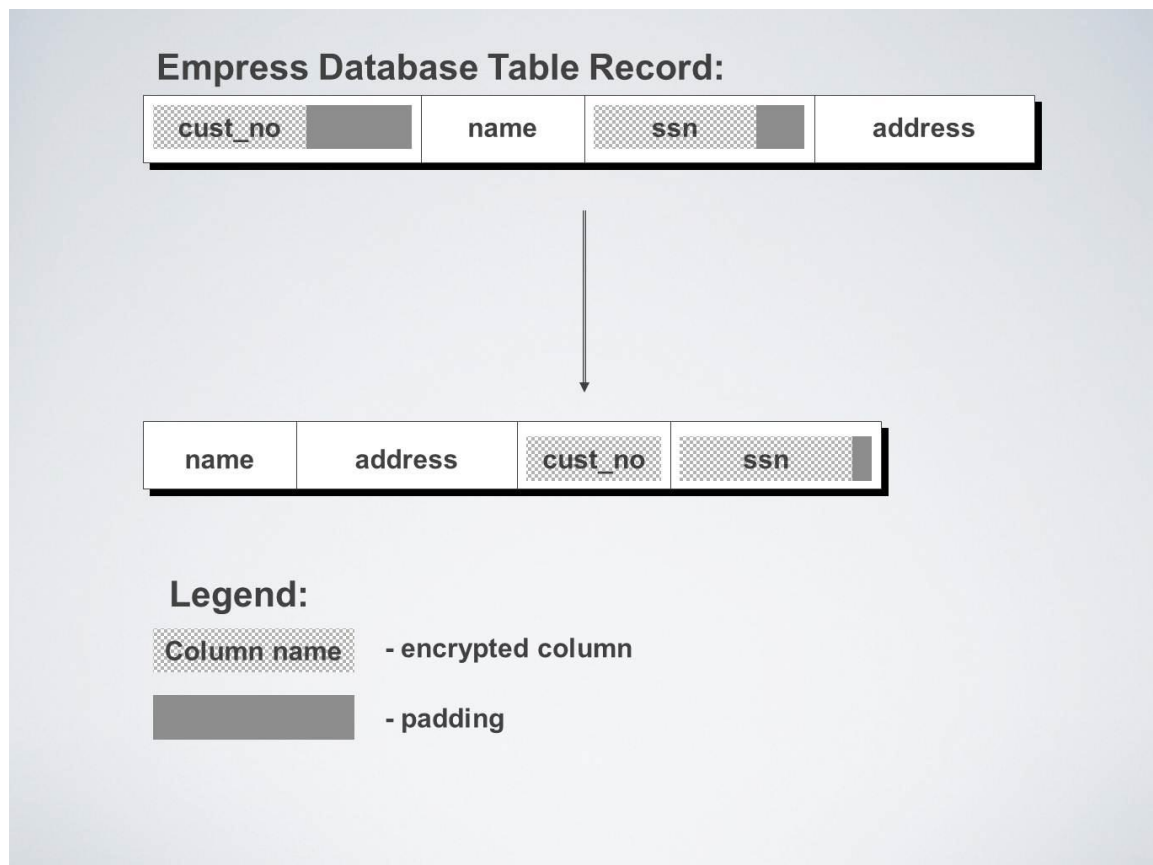 Empress Database Table Record:
cust_no name ssn address
name address cust_no ssn
Legend:
Column name - encrypted column
- padding